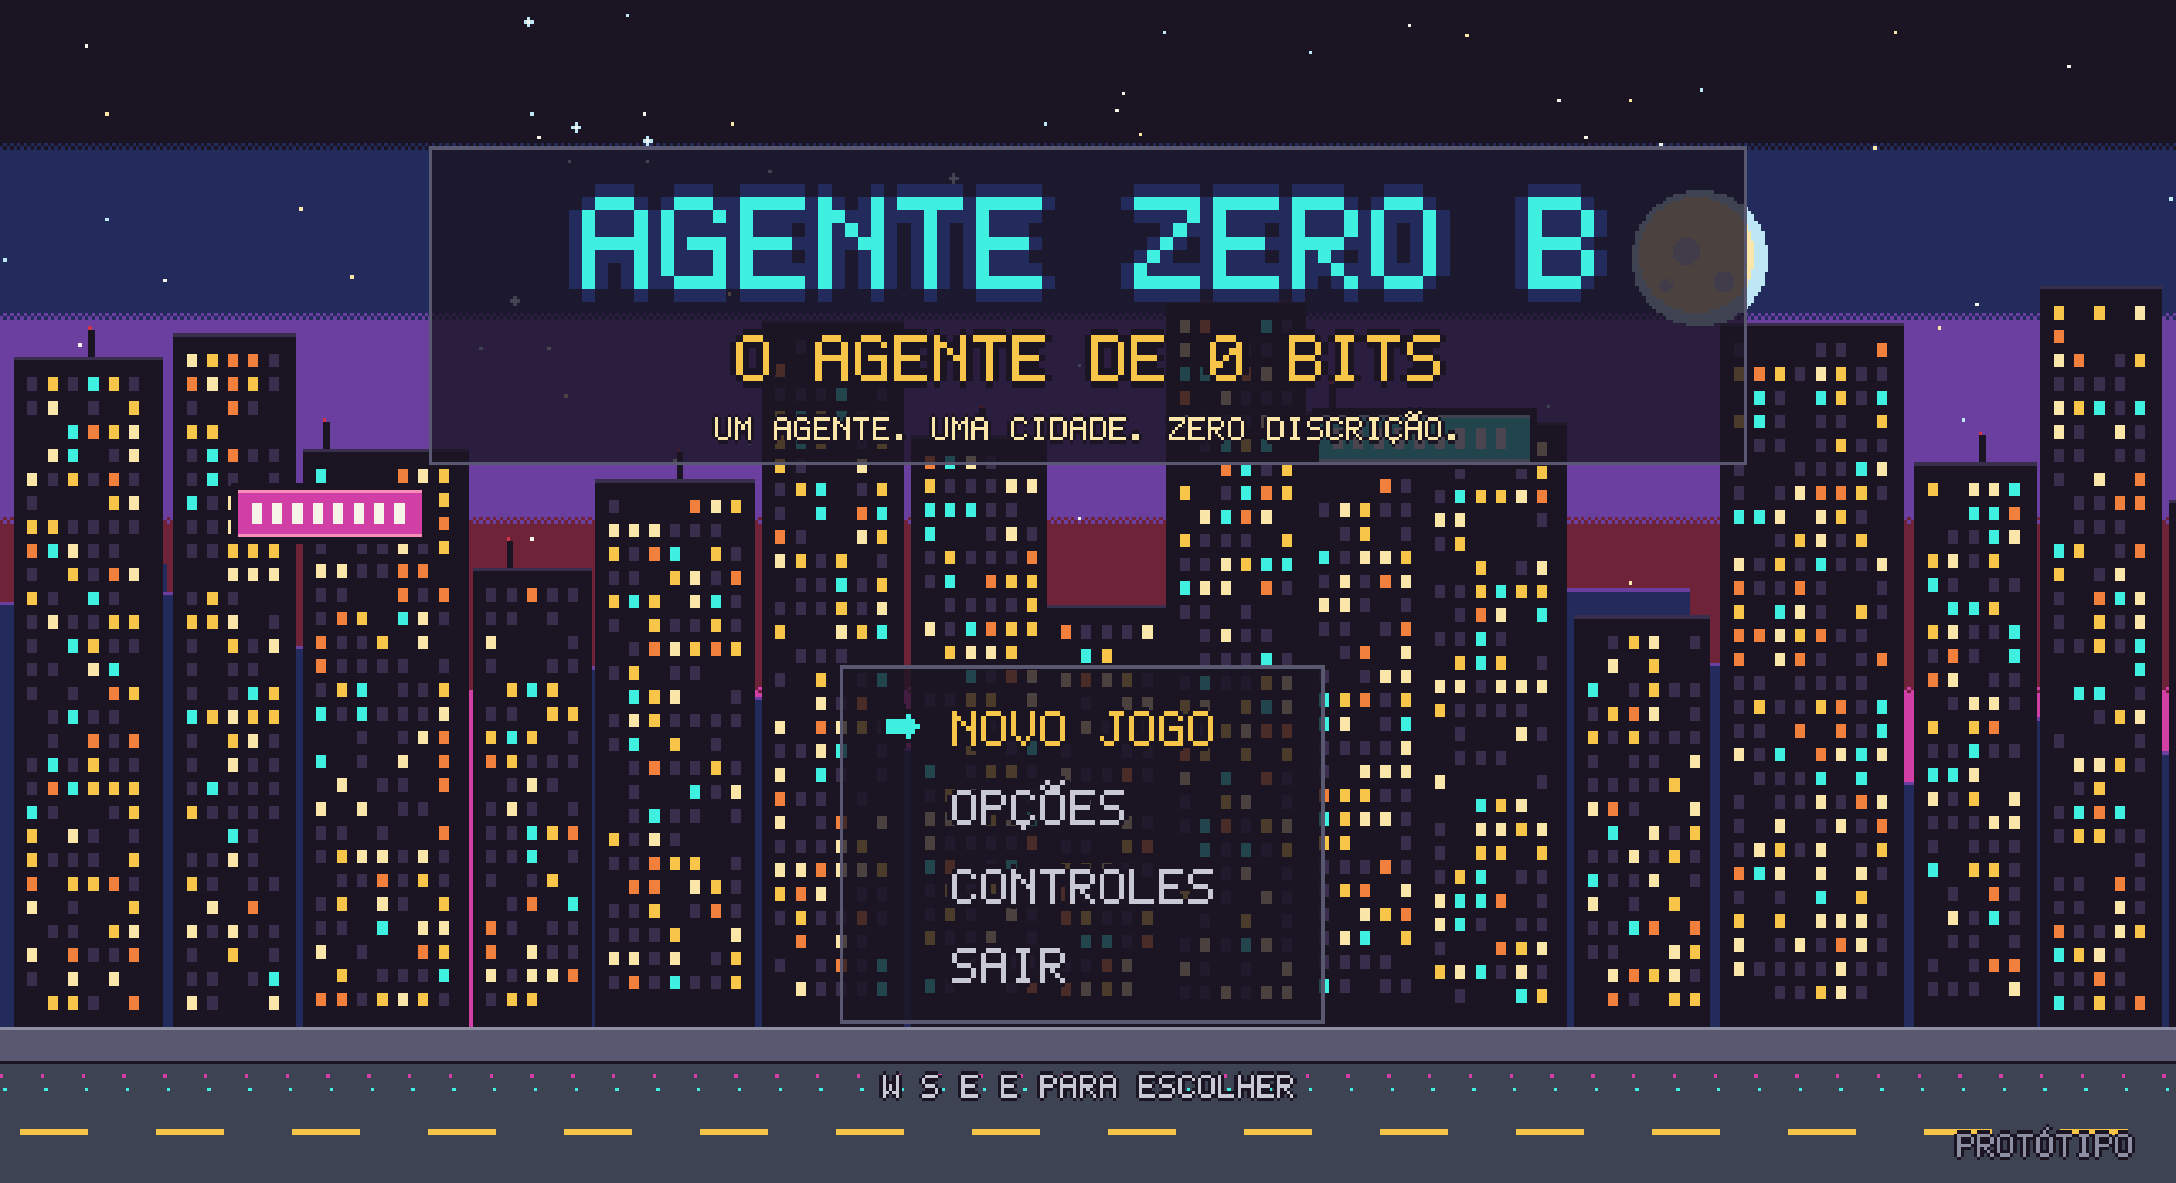 AGENTE ZERO B
O AGENTE DE 0 BITS
UM AGENTE. UMA CIDADE. ZERO DISCRIÇÃO.
NOVO JOGO
OPÇÕES
CONTROLES
SAIR
W S E E PARA ESCOLHER
PROTÓTIPO